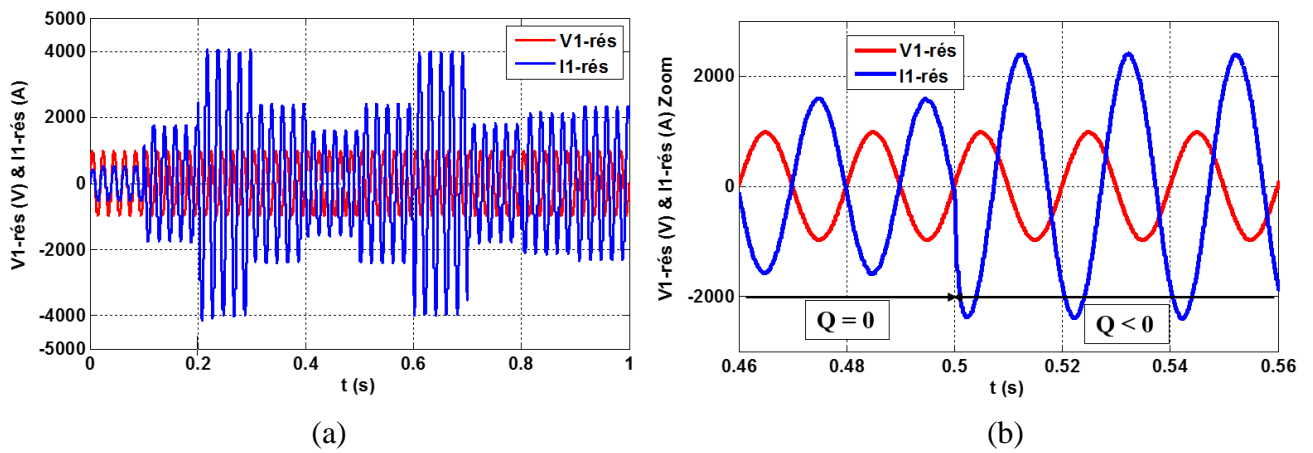 V1-rés (V) & I1-rés (A)
5000
4000
2000
0
-2000
-4000
-5000
V1-rés
I1-rés
0
0.2
0.4
0.6
0.8
1
t (s)
(a)
V1-rés (V) & I1-rés (A) Zoom
2000
0
-2000
V1-rés
I1-rés
Q = 0
Q < 0
0.46
0.48
0.5
0.52
0.54
0.56
t (s)
(b)